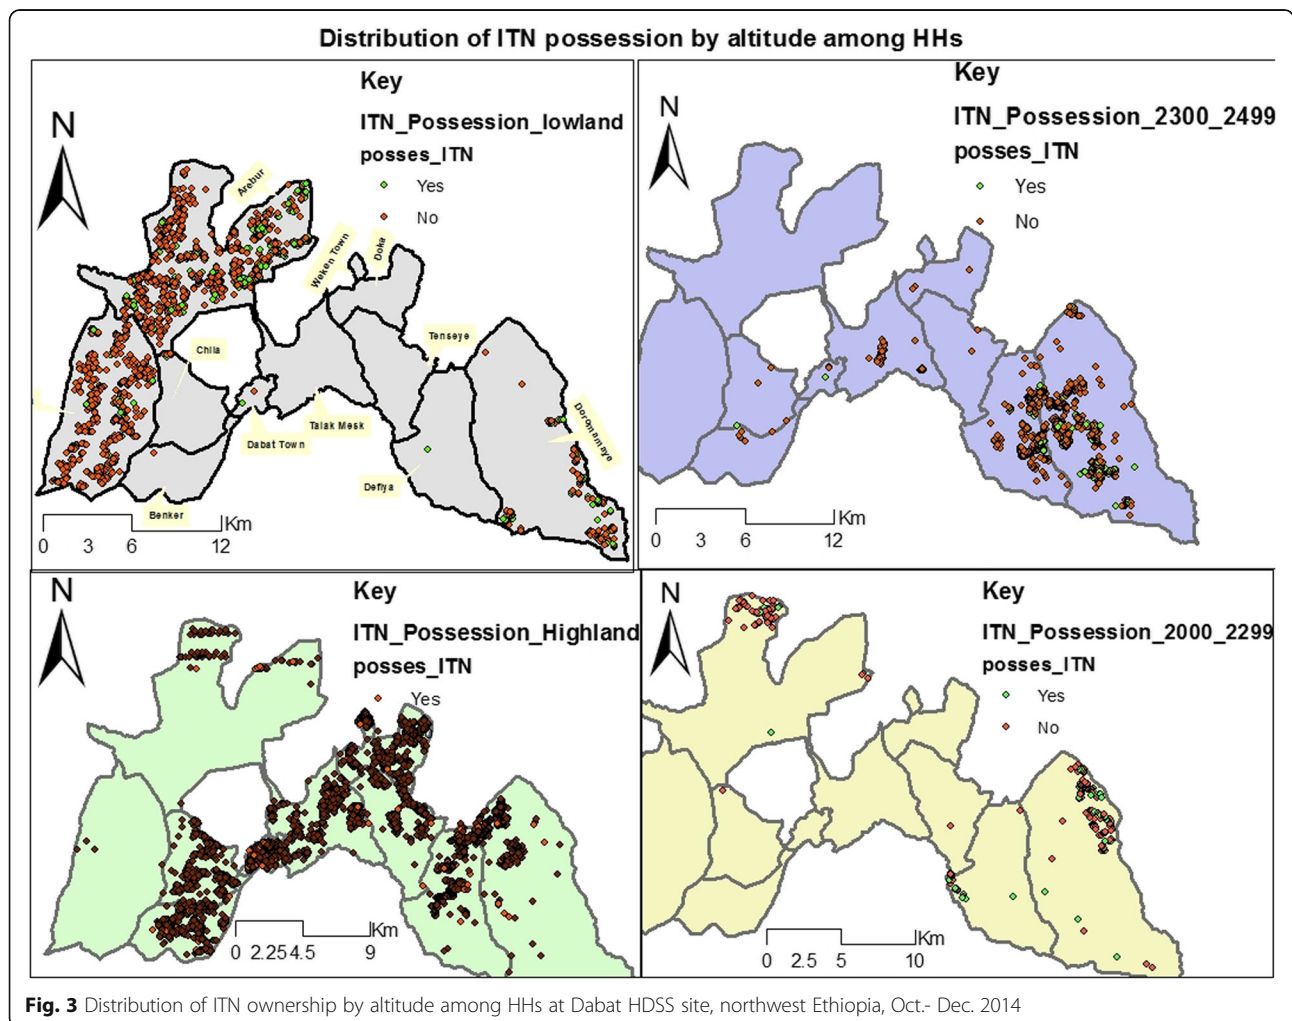 Distribution of ITN possession by altitude among HHs
Key
ITN_Possession_lowland
posses_ITN
Yes
No
N
Arebur
Weken Town
Doka
Chila
Tenseye
Dabat Town
Talak Mesk
Doromamaye
Defiya
Benker
Km
0 3 6 12
Key
ITN_Possession_2300_2499
posses_ITN
Yes
No
N
Km
0 3 6 12
Key
ITN_Possession_Highland
posses_ITN
Yes
N
Km
0 2.25 4.5 9
Key
ITN_Possession_2000_2299
posses_ITN
Yes
No
N
Km
0 2.5 5 10
Fig. 3 Distribution of ITN ownership by altitude among HHs at Dabat HDSS site, northwest Ethiopia, Oct.- Dec. 2014